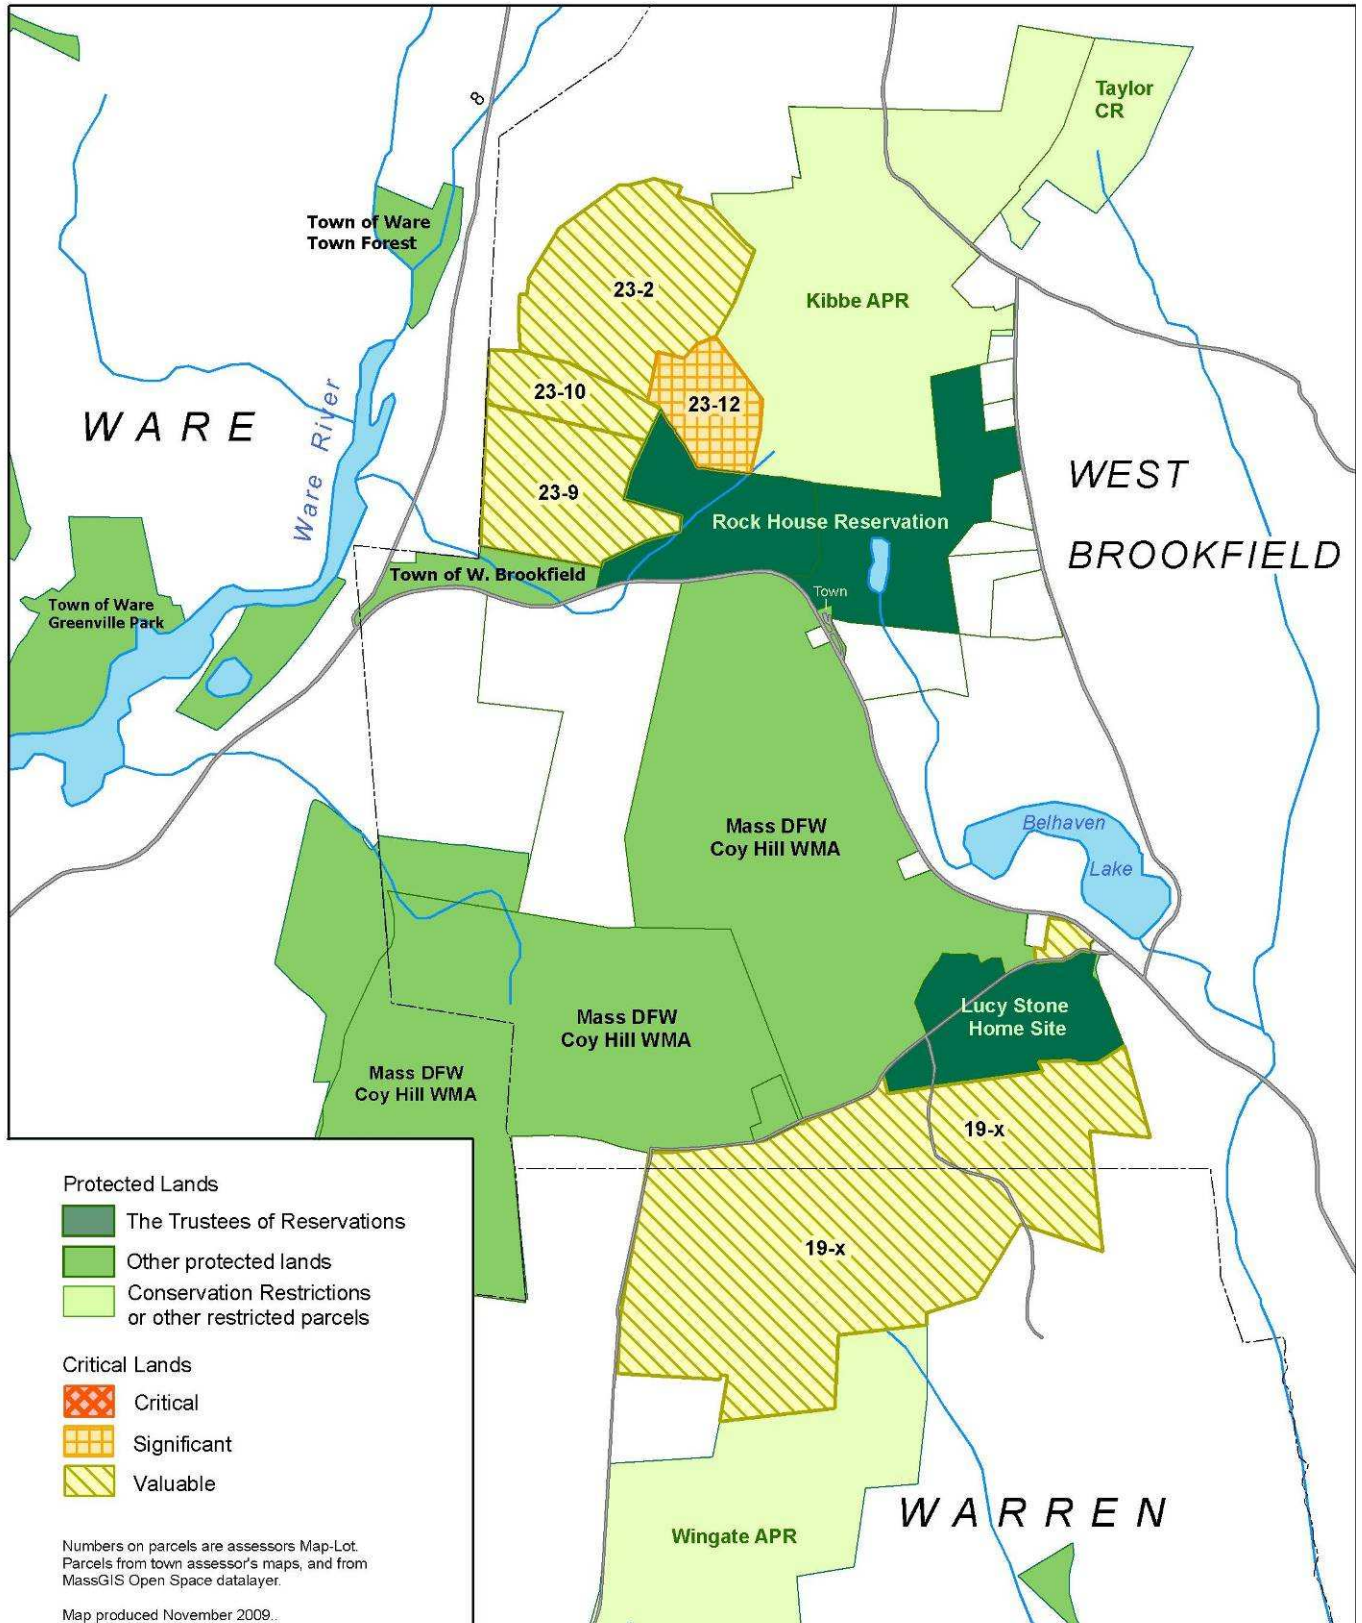 8
Taylor
CR
Town of Ware
Town Forest
23-2
Kibbe APR
23-10
23-12
WARE
Ware River
WEST
BROOKFIELD
23-9
Rock House Reservation
Town of W. Brookfield
Town
Town of Ware
Greenville Park
Mass DFW
Coy Hill WMA
Belhaven
Lake
Lucy Stone
Home Site
Mass DFW
Coy Hill WMA
Mass DFW
Coy Hill WMA
19-x
19-x
Protected Lands
The Trustees of Reservations
Other protected lands
Conservation Restrictions
or other restricted parcels
Critical Lands
Critical
Significant
Valuable
WARREN
Wingate APR
Numbers on parcels are assessors Map-Lot.
Parcels from town assessor's maps, and from
MassGIS Open Space datalayer.
Map produced November 2009..